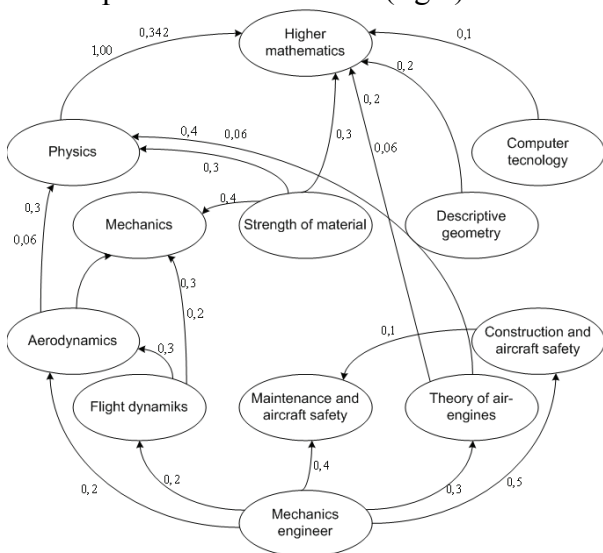 0,342
Higher
mathematics
0,1
1,00
0,2
0,2
Physics
0,4
0,06
0,3
0,3
0,06
Computer
tecnology
0,3
0,06
Mechanics
0,4
Strength of material
Descriptive
geometry
0,3
0,2
Aerodynamics
0,3
0,1
Construction and
aircraft safety
Flight dynamiks
Maintenance and
aircraft safety
Theory of air-
engines
0,2
0,2
0,4
0,3
0,5
Mechanics
engineer